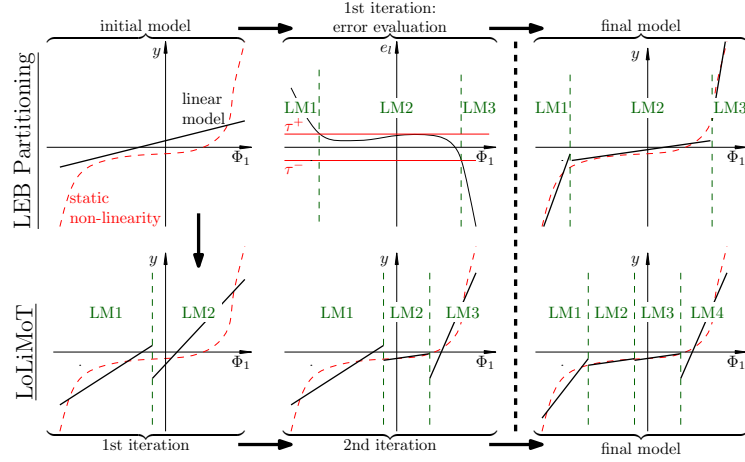 1st iteration:
initial model
error evaluation
final model
LEB Partitioning
y
linear
model
Φ₁
static
non-linearity
eₗ
LM1
LM2
LM3
τ⁺
τ⁻
Φ₁
y
LM1
LM2
LM3
Φ₁
LoLiMoT
y
LM1
LM2
Φ₁
1st iteration
y
LM1
LM2
LM3
Φ₁
2nd iteration
y
LM1
LM2
LM3
LM4
Φ₁
final model